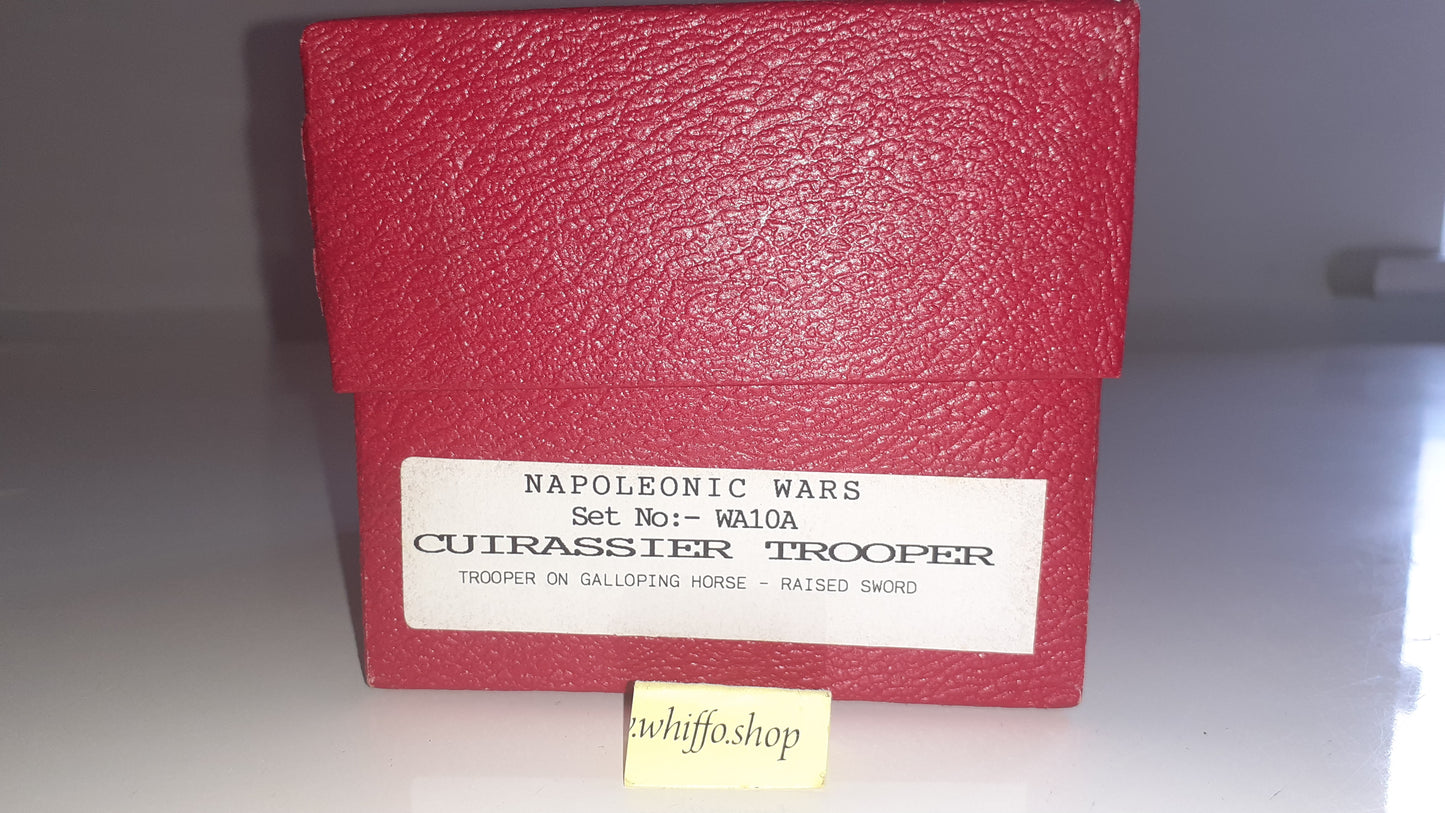 NAPOLEONIC WARS
Set No:- WA10A
CUIRASSIER TROOPER
TROOPER ON GALLOPING HORSE - RAISED SWORD
.whiffo.shop